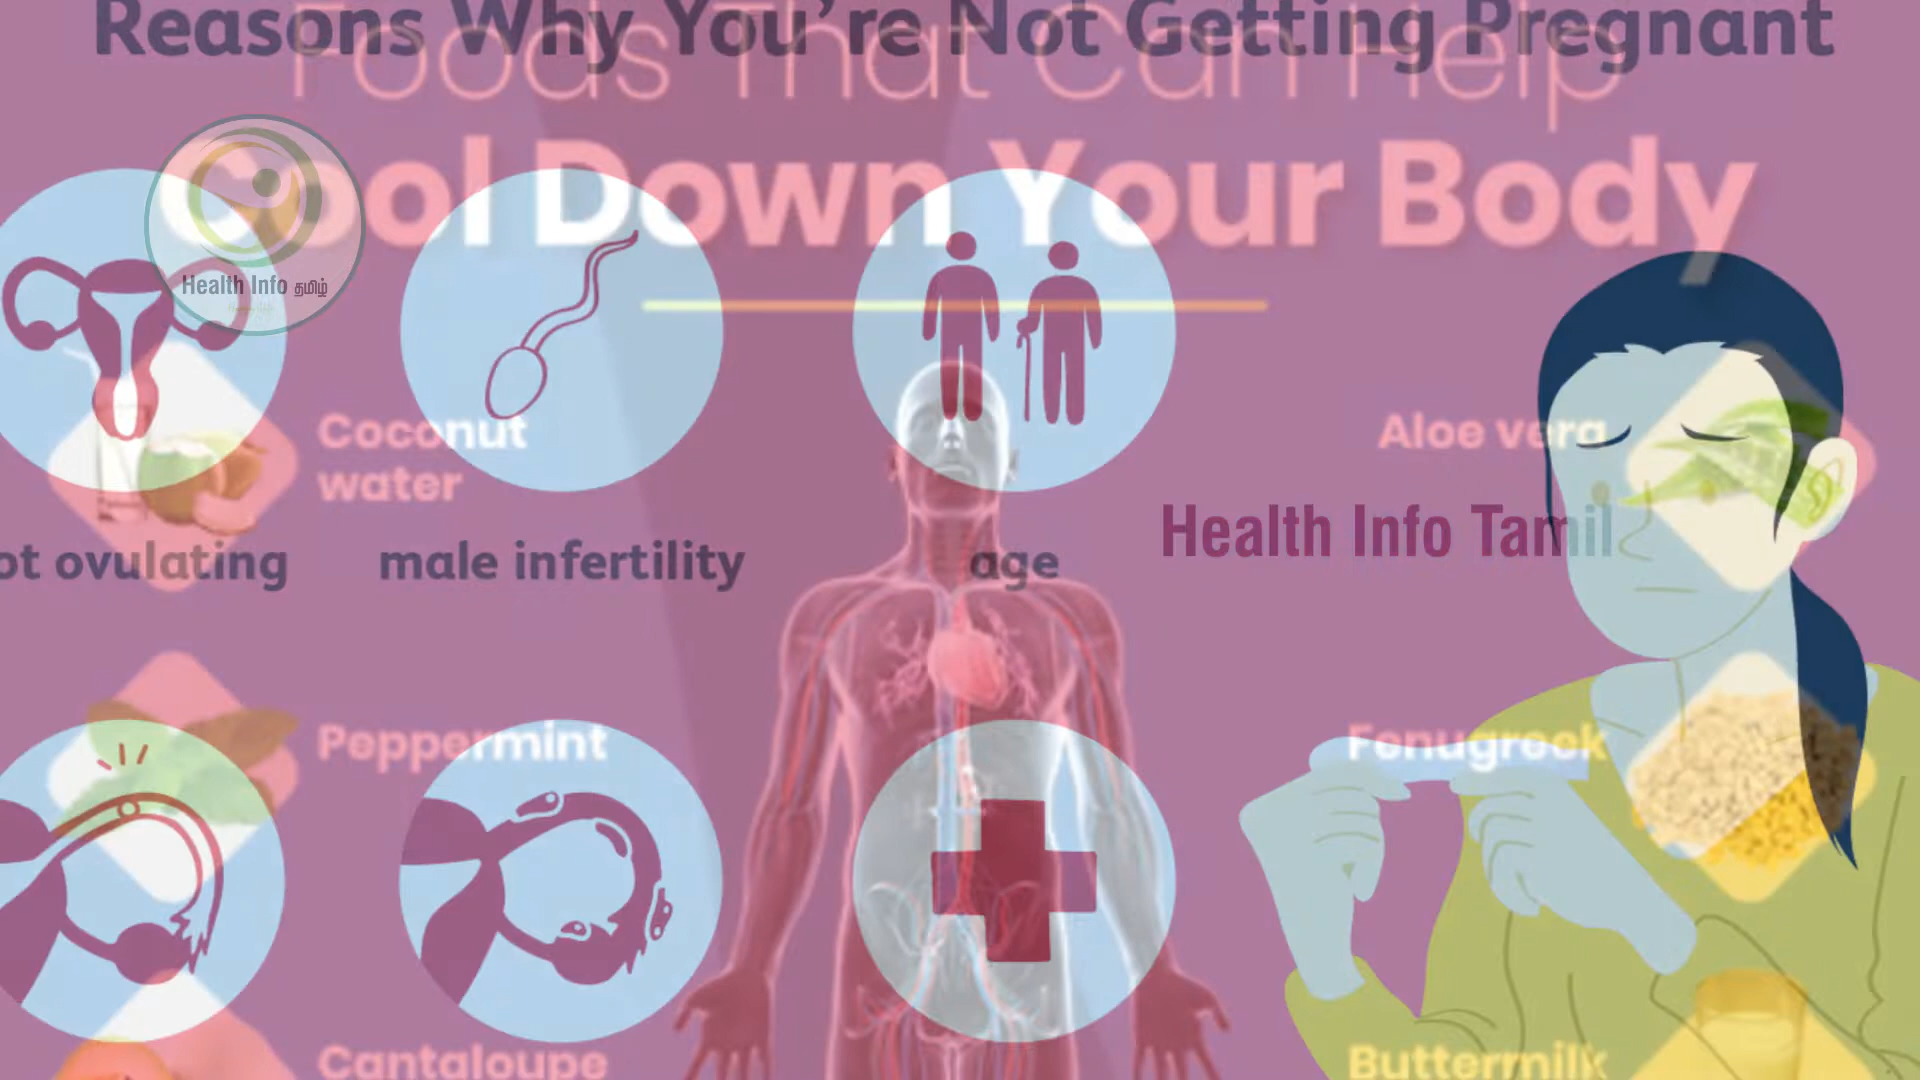 Reasons Why You're Not Getting Pregnant
Foods That Can Help
Cool Down Your Body
Health Info தமிழ்
Coconut
water
Aloe vera
Health Info Tamil
ot ovulating
male infertility
age
Peppermint
Fenugreek
Cantaloupe
Buttermilk